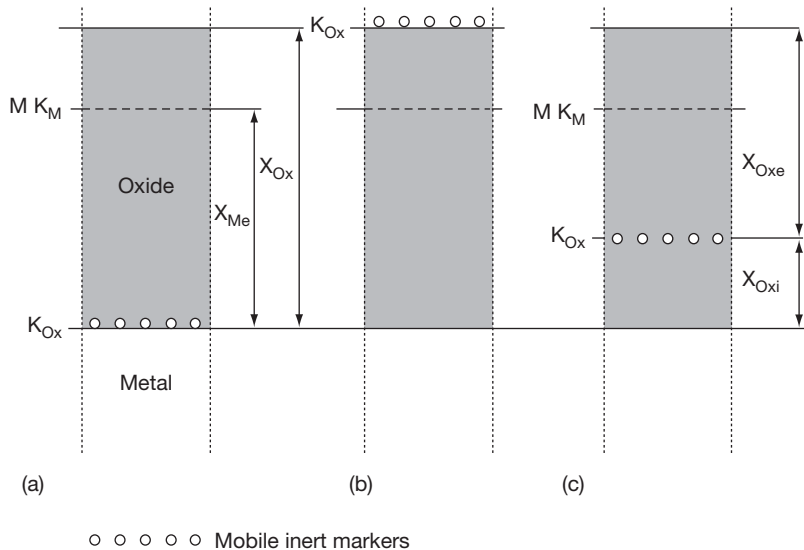 K_Ox
M K_M
M K_M
X_Ox
X_Oxe
Oxide
X_Me
K_Ox
X_Oxi
K_Ox
Metal
(a)
(b)
(c)
Mobile inert markers